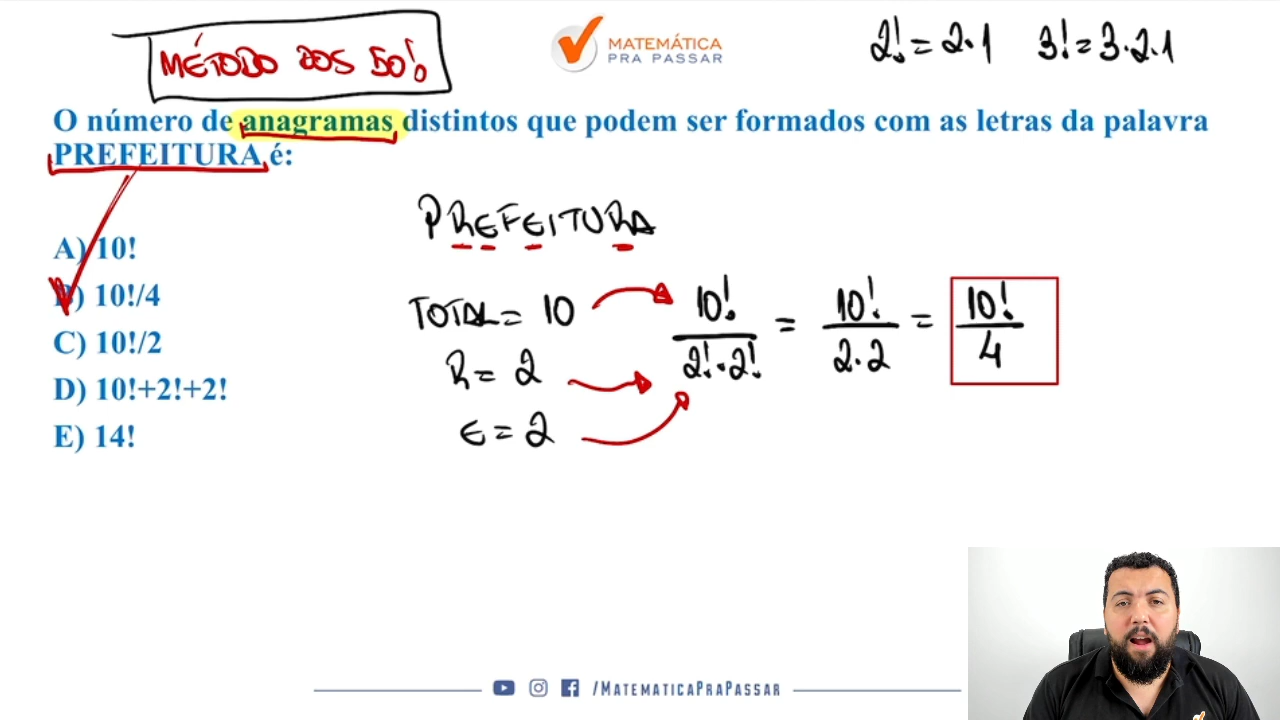 MÉTODO DOS 50!
MATEMÁTICA
PRA PASSAR
2! = 2·1 3! = 3·2·1
O número de anagramas distintos que podem ser formados com as letras da palavra
PREFEITURA é:
PREFEITURA
A) 10!
B) 10!/4
C) 10!/2
D) 10!+2!+2!
E) 14!
TOTAL = 10
R = 2
E = 2
10!/2!·2! = 10!/2·2 = 10!/4
/MATEMATICAPRAPASSAR